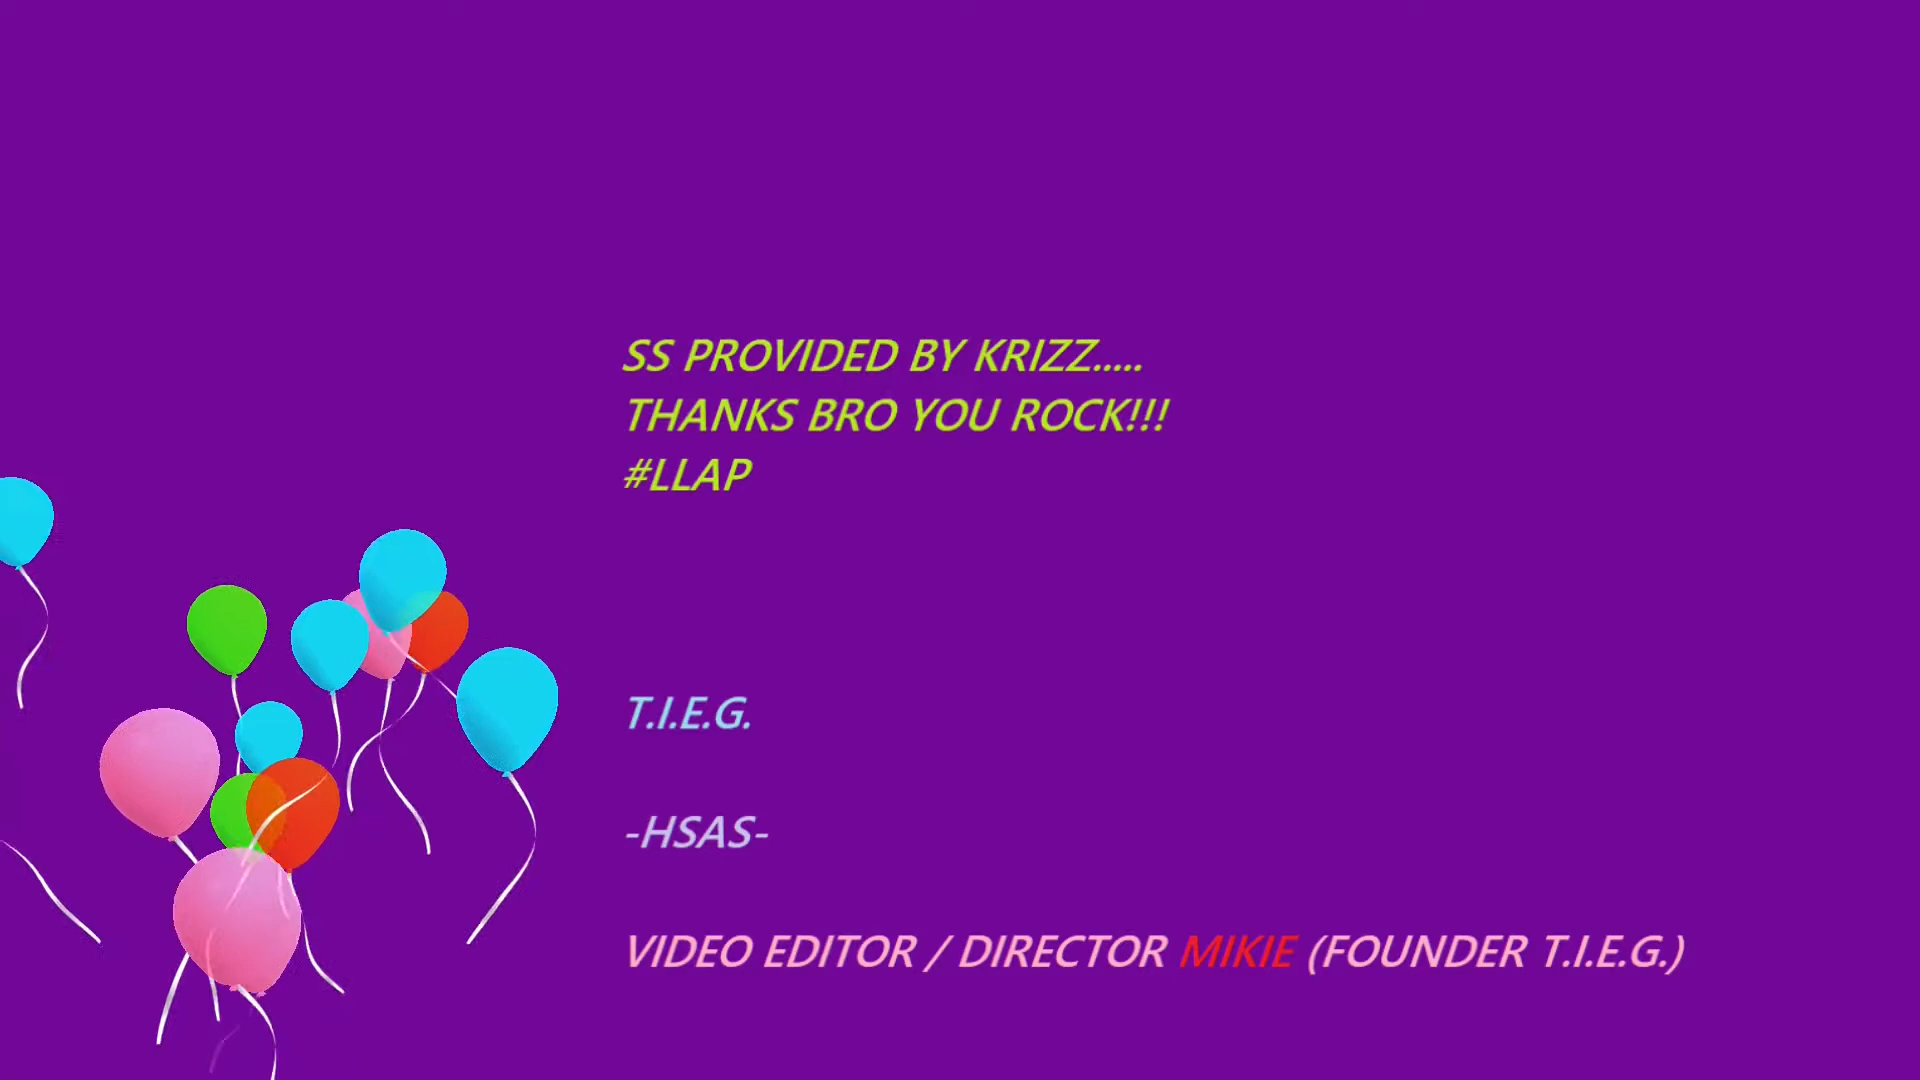 SS PROVIDED BY KRIZZ.....
THANKS BRO YOU ROCK!!!
#LLAP
T.I.E.G.
-HSAS-
VIDEO EDITOR / DIRECTOR MIKIE (FOUNDER T.I.E.G.)